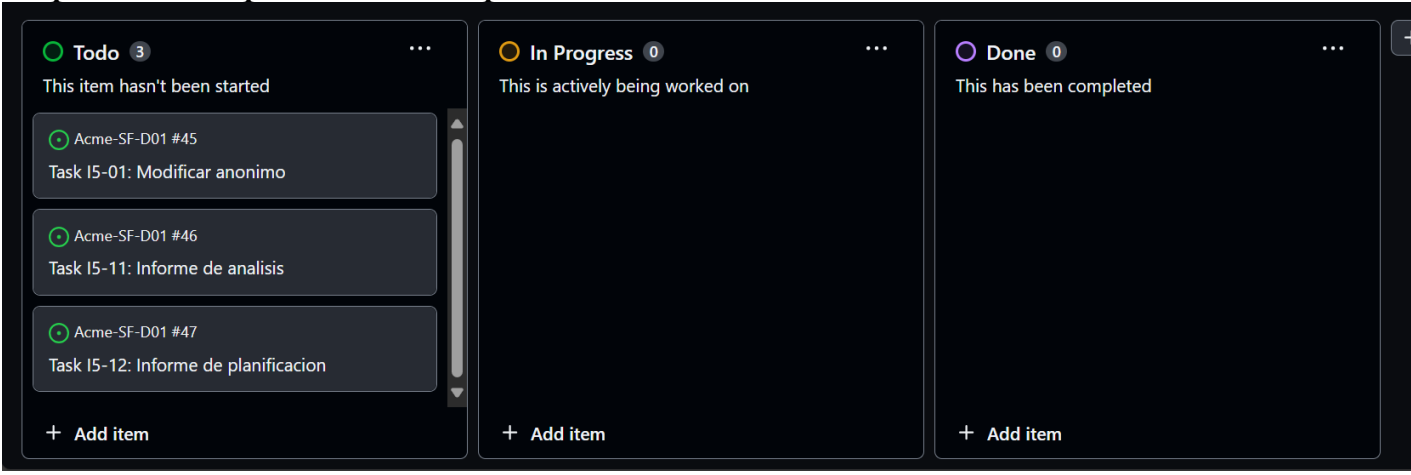 Todo 3
This item hasn't been started
Acme-SF-D01 #45
Task I5-01: Modificar anonimo
Acme-SF-D01 #46
Task I5-11: Informe de analisis
Acme-SF-D01 #47
Task I5-12: Informe de planificacion
+ Add item
In Progress 0
This is actively being worked on
+ Add item
Done 0
This has been completed
+ Add item